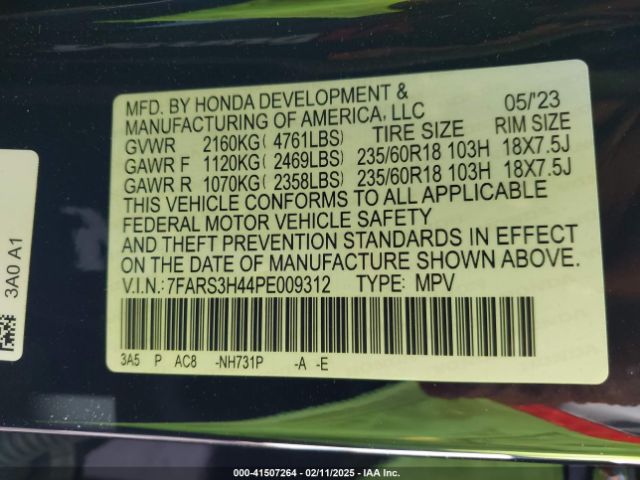 MFD. BY HONDA DEVELOPMENT & 05/'23
MANUFACTURING OF AMERICA, LLC
TIRE SIZE RIM SIZE
GVWR 2160KG( 4761LBS)
GAWR F 1120KG( 2469LBS) 235/60R18 103H 18X7.5J
GAWR R 1070KG( 2358LBS) 235/60R18 103H 18X7.5J
THIS VEHICLE CONFORMS TO ALL APPLICABLE
FEDERAL MOTOR VEHICLE SAFETY
AND THEFT PREVENTION STANDARDS IN EFFECT
ON THE DATE OF MANUFACTURE SHOWN ABOVE.
V.I.N.:7FARS3H44PE009312 TYPE: MPV
3A5 P AC8 -NH731P -A -E
3A0 A1
000-41507264 - 02/11/2025 - IAA Inc.